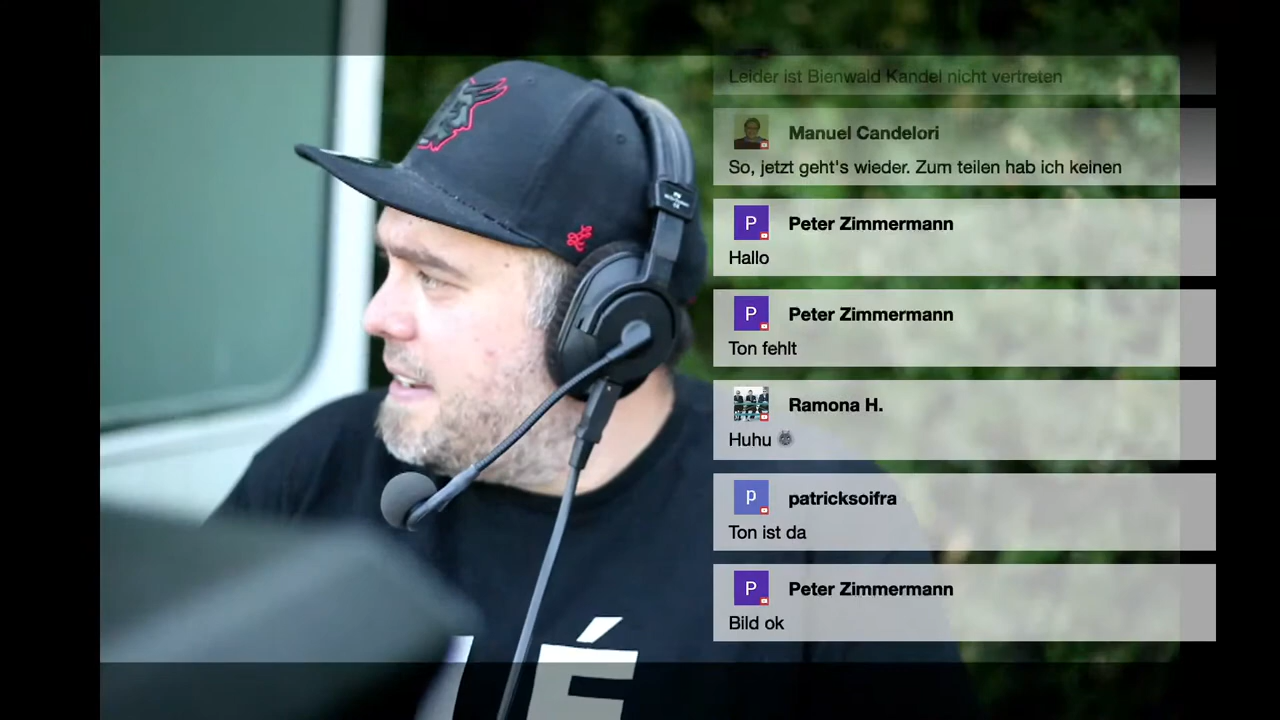 Leider ist Bienwald Kandel nicht vertreten
Manuel Candelori
So, jetzt geht's wieder. Zum teilen hab ich keinen
P
Peter Zimmermann
Hallo
P
Peter Zimmermann
Ton fehlt
Ramona H.
Huhu
p
patricksoifra
Ton ist da
P
Peter Zimmermann
Bild ok
É